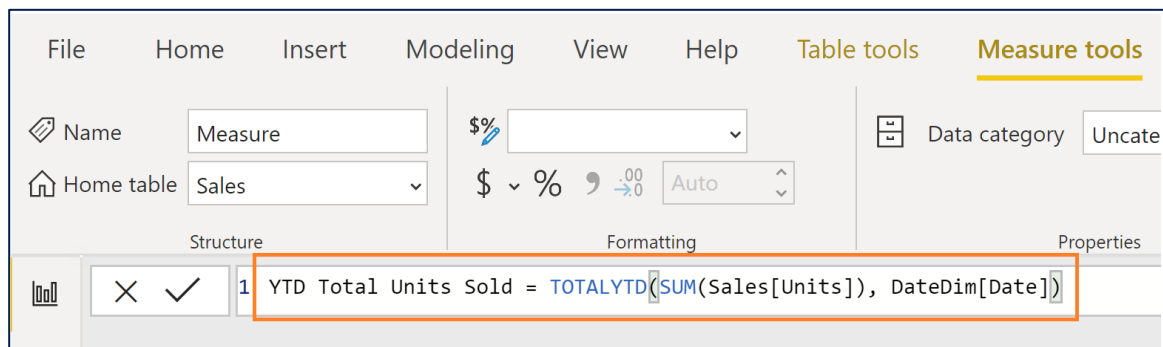 File Home Insert Modeling View Help Table tools Measure tools
Name Measure
$% Data category Uncate
Home table Sales
$ % , .00 .0 Auto
Structure Formatting Properties
1 YTD Total Units Sold = TOTALYTD(SUM(Sales[Units]), DateDim[Date])